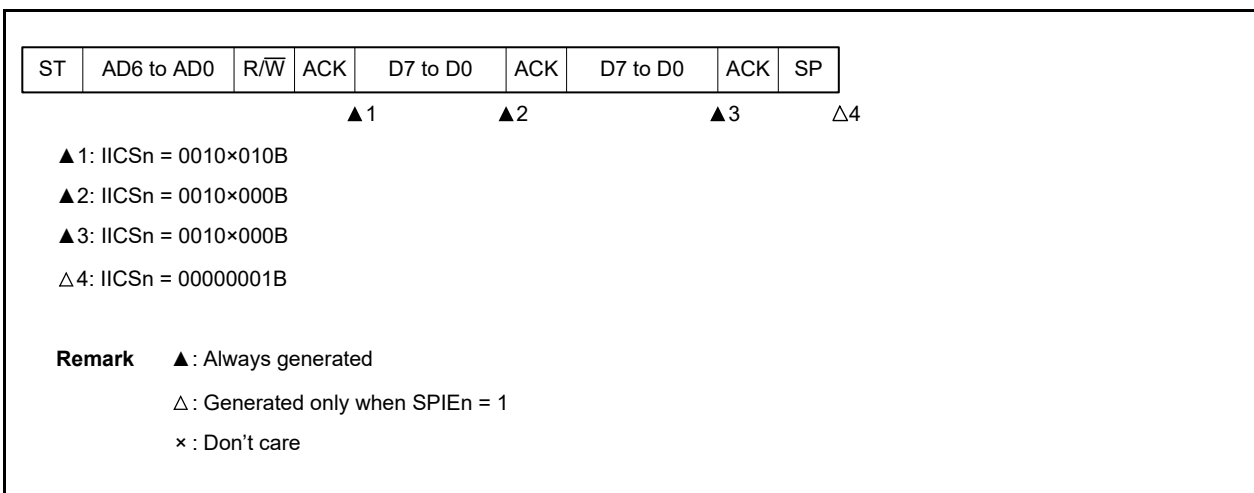 ST AD6 to AD0 R/W̅ ACK D7 to D0 ACK D7 to D0 ACK SP
▲1 ▲2 ▲3 △4
▲1: IICSn = 0010×010B
▲2: IICSn = 0010×000B
▲3: IICSn = 0010×000B
△4: IICSn = 00000001B
Remark ▲: Always generated
△: Generated only when SPIEn = 1
×: Don't care